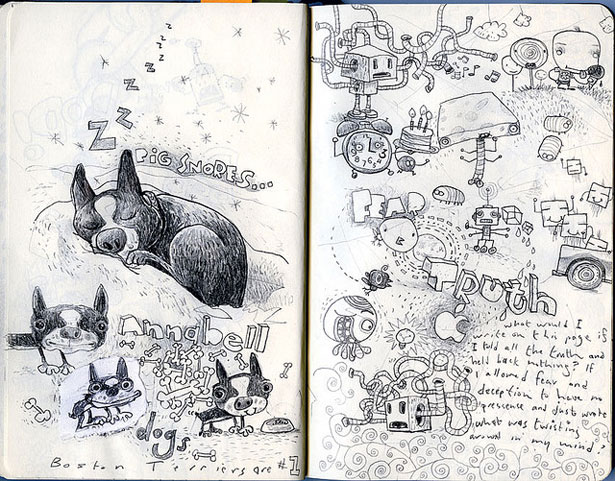 z
z
z
z
Z
Z
Z
PIG SNORES...
Annabell
dogs
Boston Terriers are #1
FEAR
Truth
what would I
write on this page if
I told all the truth and
held back nothing? If
I allowed fear and
deception to have no
presence and just wrote
what was twisting
around in my mind?